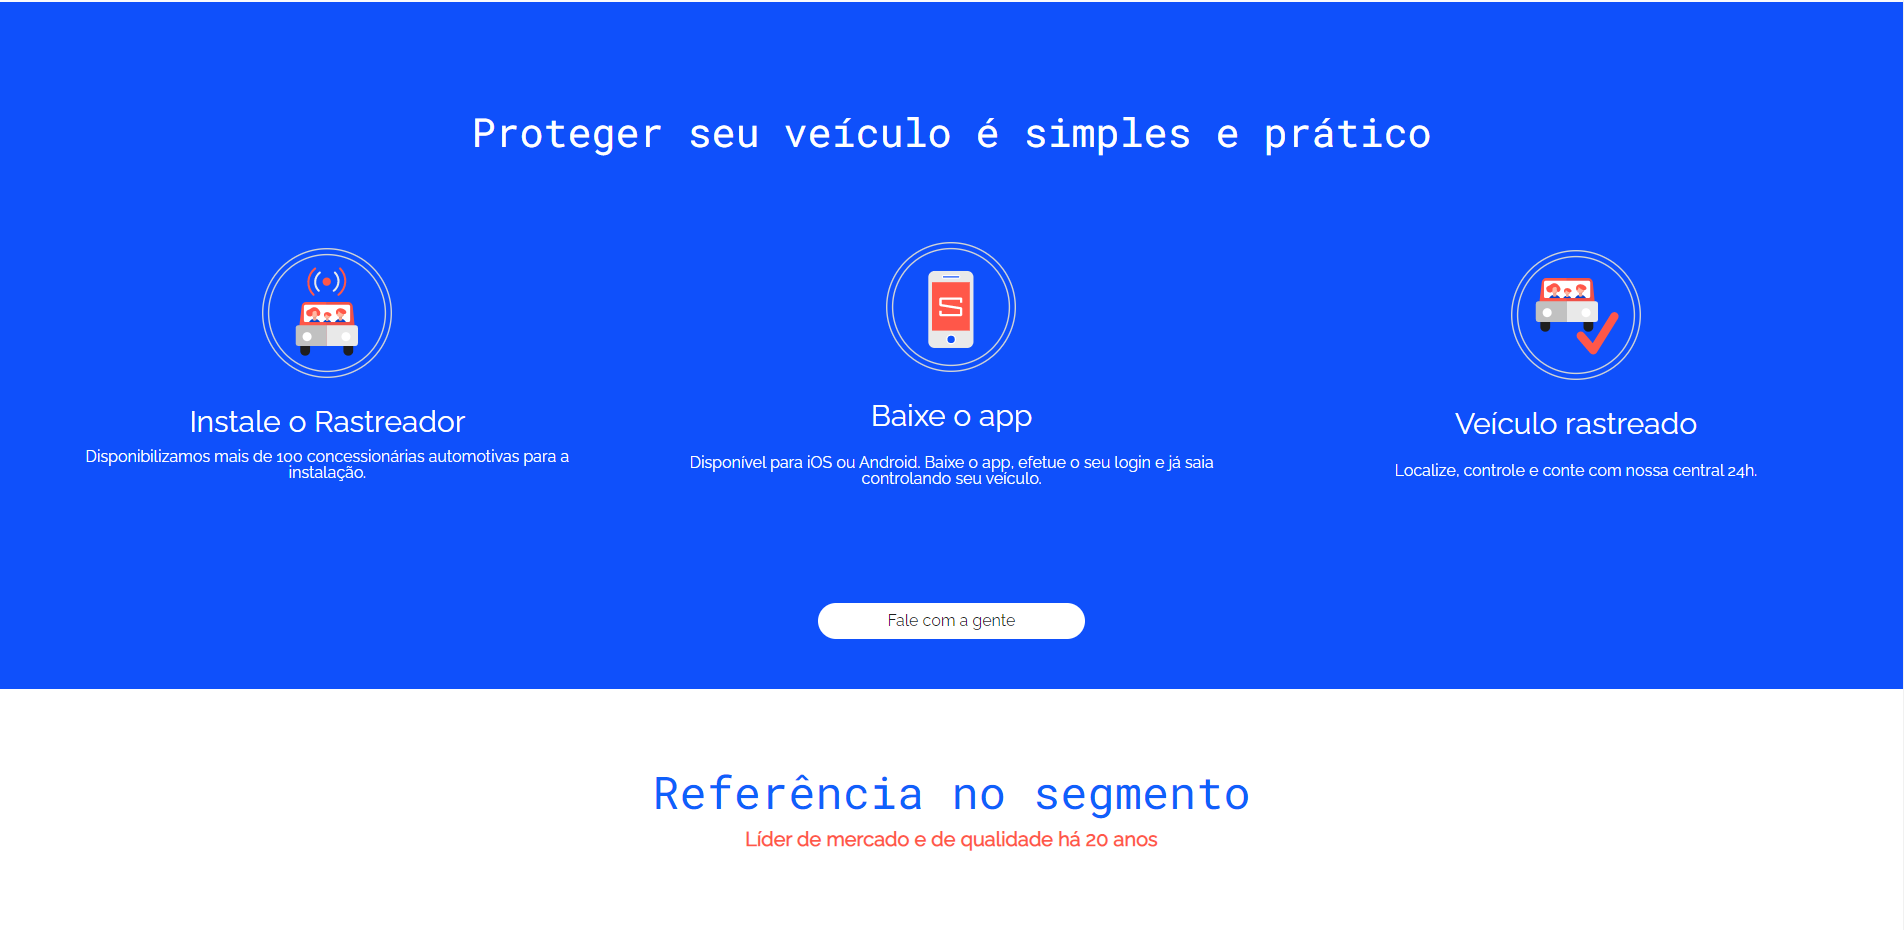 Proteger seu veículo é simples e prático
Instale o Rastreador
Disponibilizamos mais de 100 concessionárias automotivas para a
instalação.
Baixe o app
Disponível para iOS ou Android. Baixe o app, efetue o seu login e já saia
controlando seu veículo.
Veículo rastreado
Localize, controle e conte com nossa central 24h.
Fale com a gente
Referência no segmento
Líder de mercado e de qualidade há 20 anos